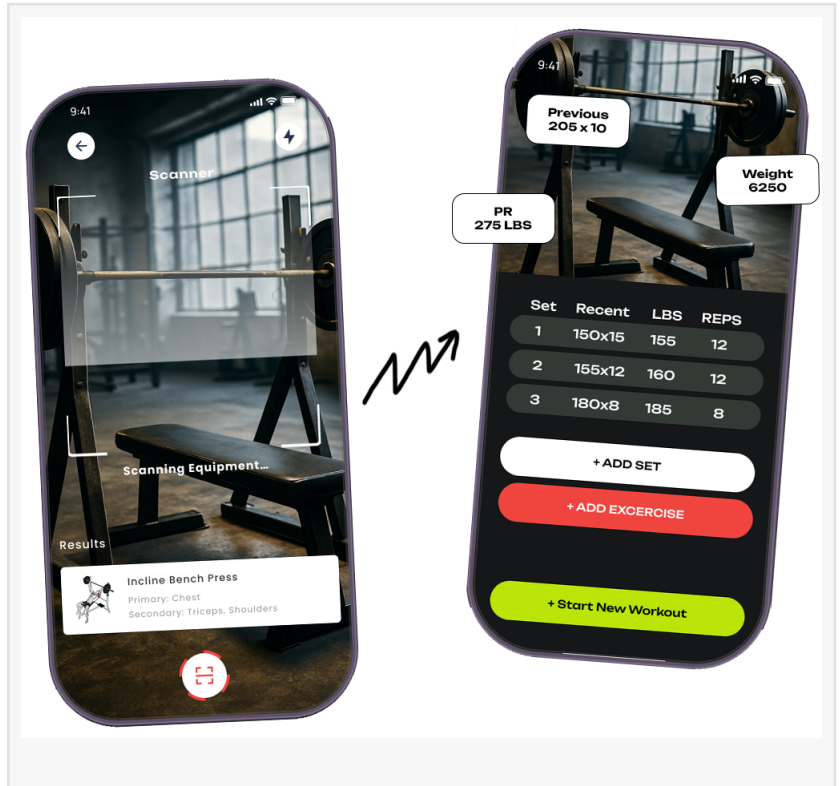 9:41
Scanner
Scanning Equipment...
Results
Incline Bench Press
Primary: Chest
Secondary: Triceps, Shoulders
9:41
Previous
205 x 10
Weight
6250
PR
275 LBS
Set Recent LBS REPS
1 150x15 155 12
2 155x12 160 12
3 180x8 185 8
+ ADD SET
+ ADD EXCERCISE
+ Start New Workout